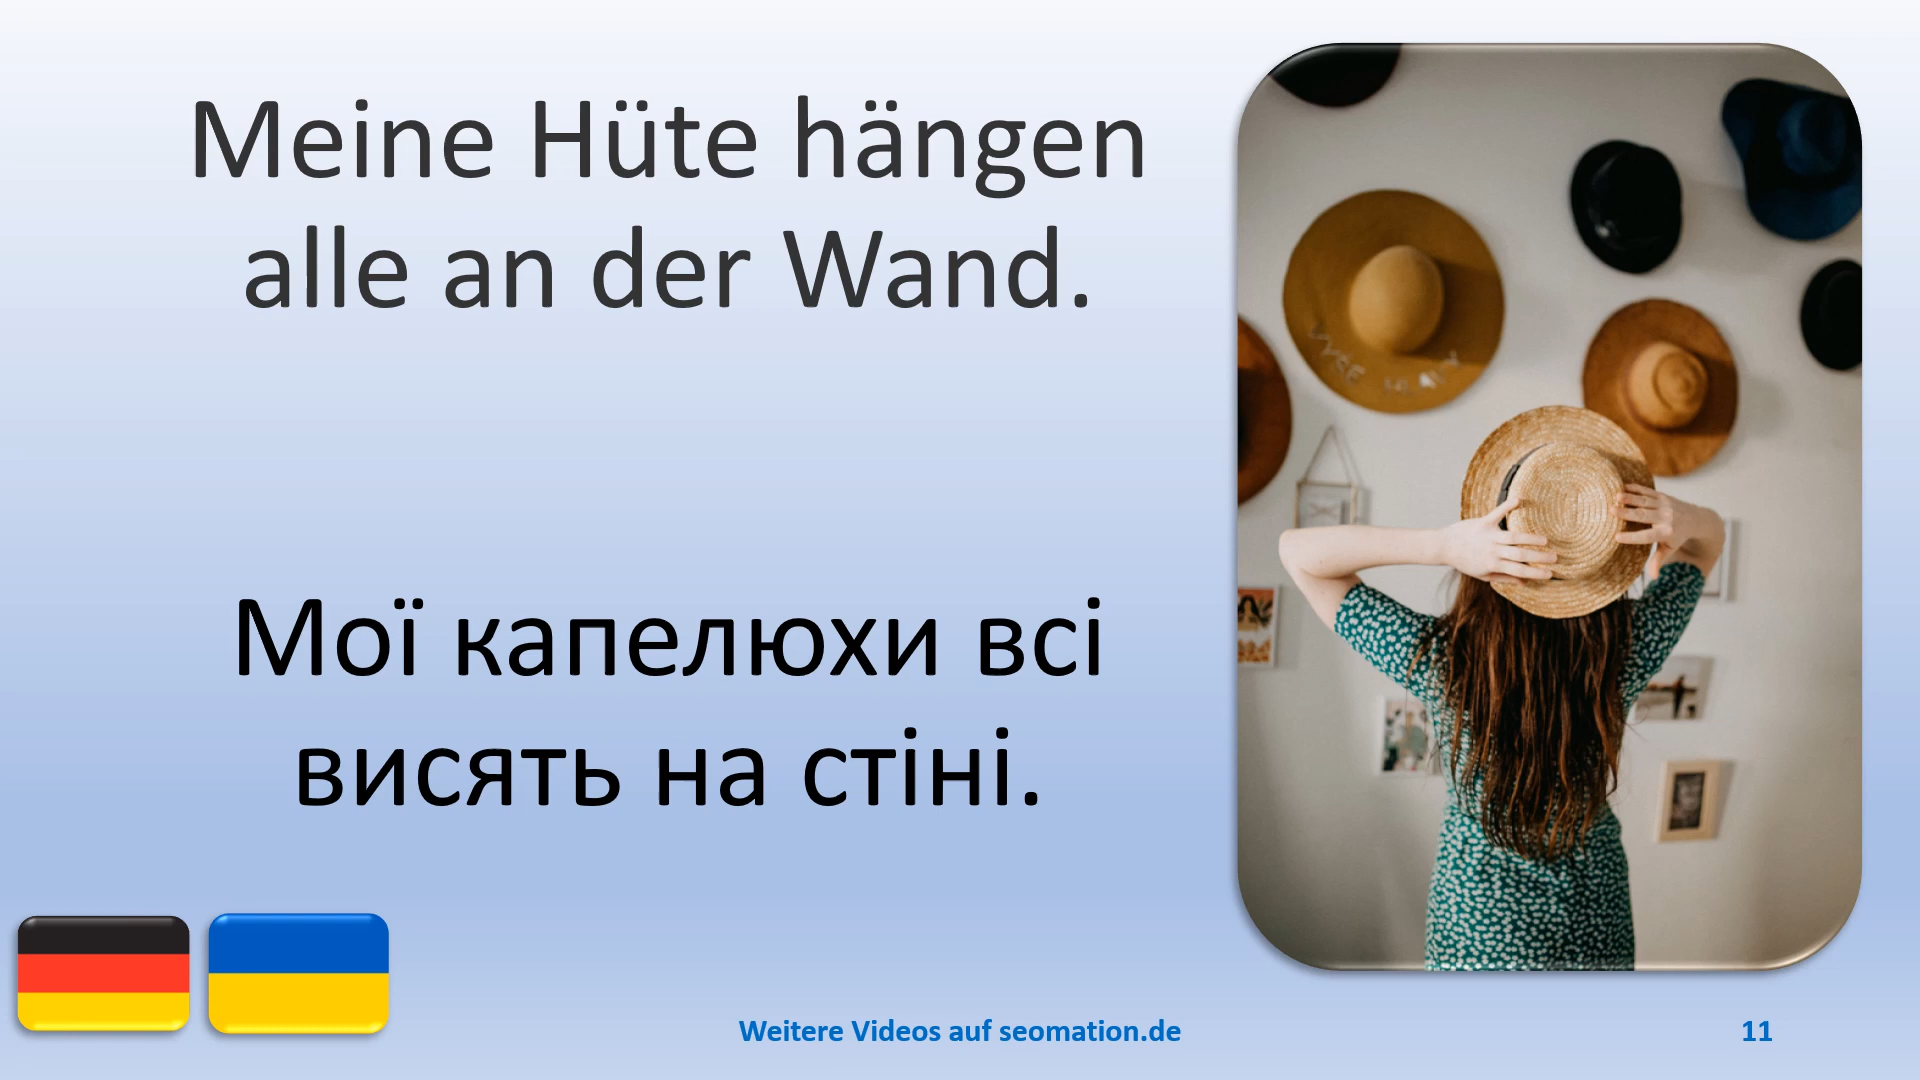 Meine Hüte hängen
alle an der Wand.
Мої капелюхи всі
висять на стіні.
Weitere Videos auf seomation.de
11